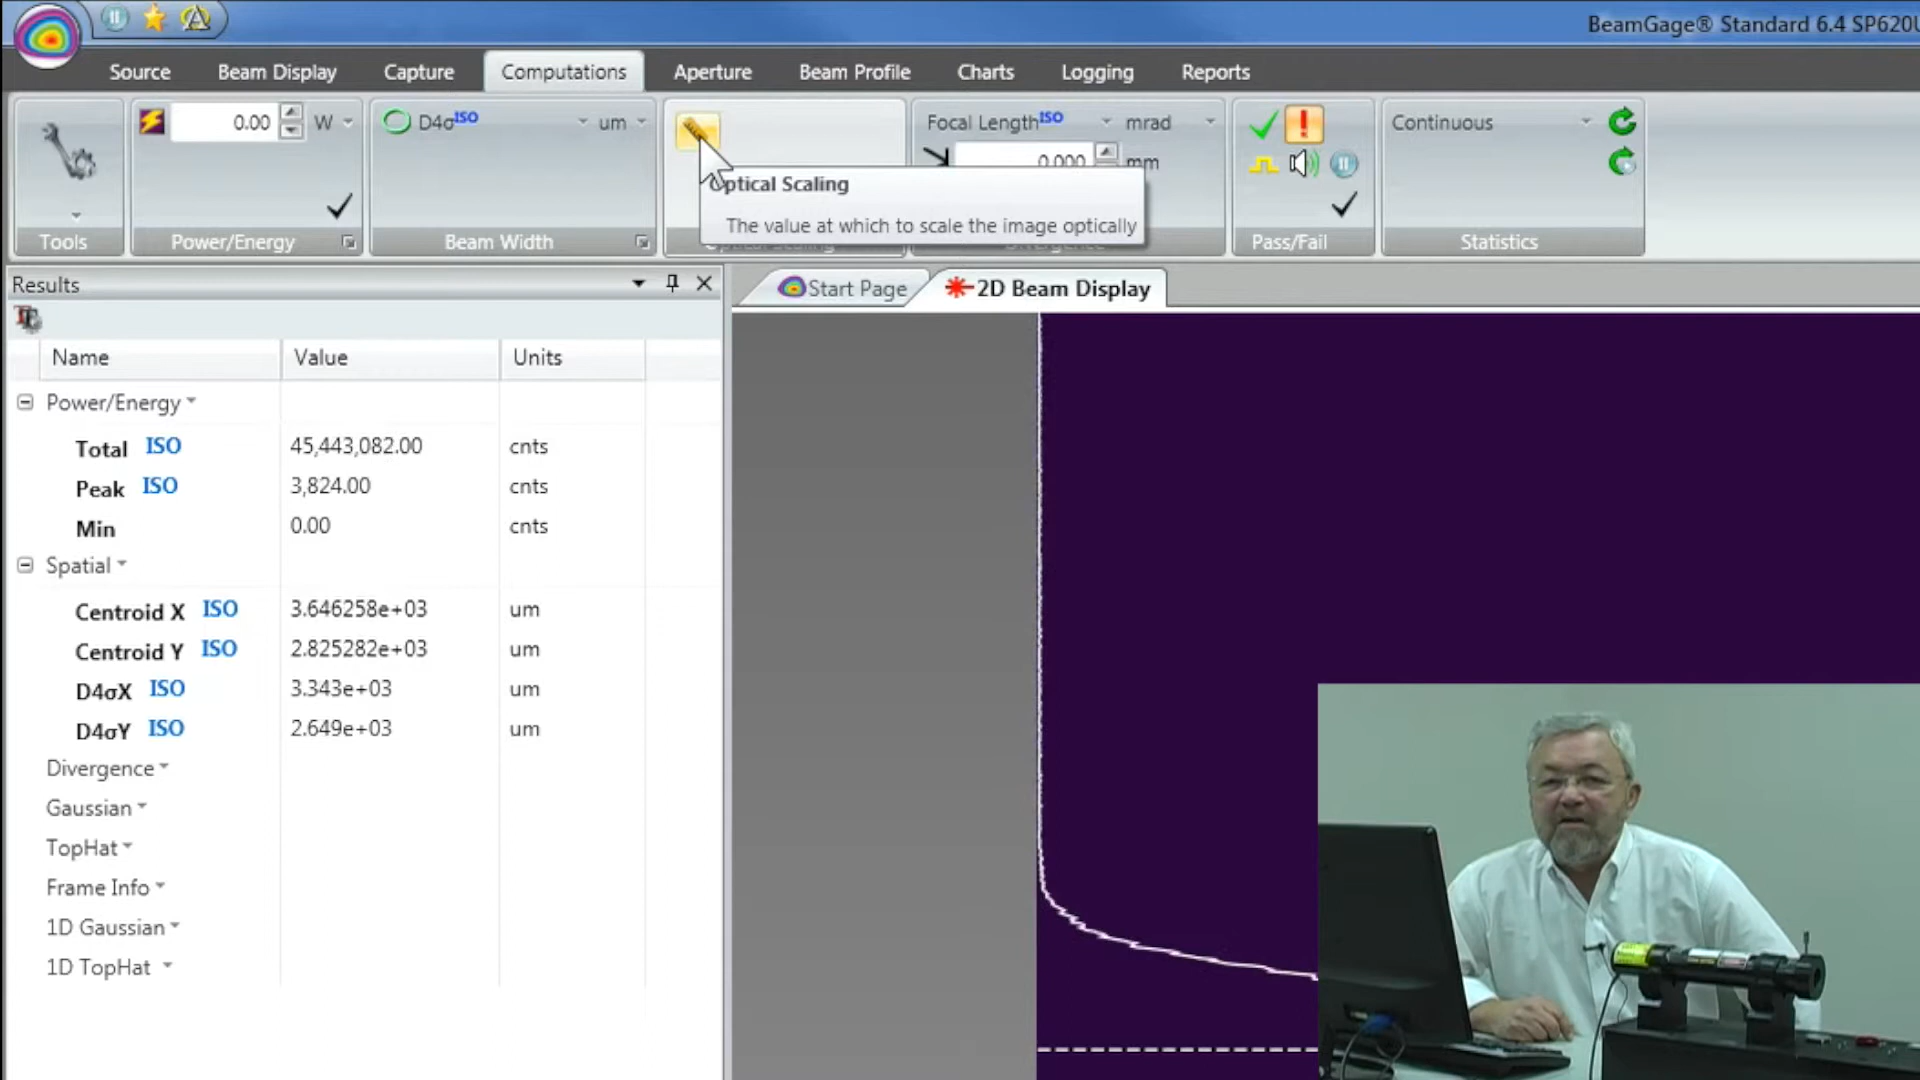 BeamGage® Standard 6.4 SP620U
Source Beam Display Capture Computations Aperture Beam Profile Charts Logging Reports
0.00 W D4σISO um Focal LengthISO mrad Continuous
0.000 mm
Optical Scaling
The value at which to scale the image optically
Tools Power/Energy Beam Width Pass/Fail Statistics
Results
Start Page 2D Beam Display
Name Value Units
Power/Energy
Total ISO 45,443,082.00 cnts
Peak ISO 3,824.00 cnts
Min 0.00 cnts
Spatial
Centroid X ISO 3.646258e+03 um
Centroid Y ISO 2.825282e+03 um
D4σX ISO 3.343e+03 um
D4σY ISO 2.649e+03 um
Divergence
Gaussian
TopHat
Frame Info
1D Gaussian
1D TopHat